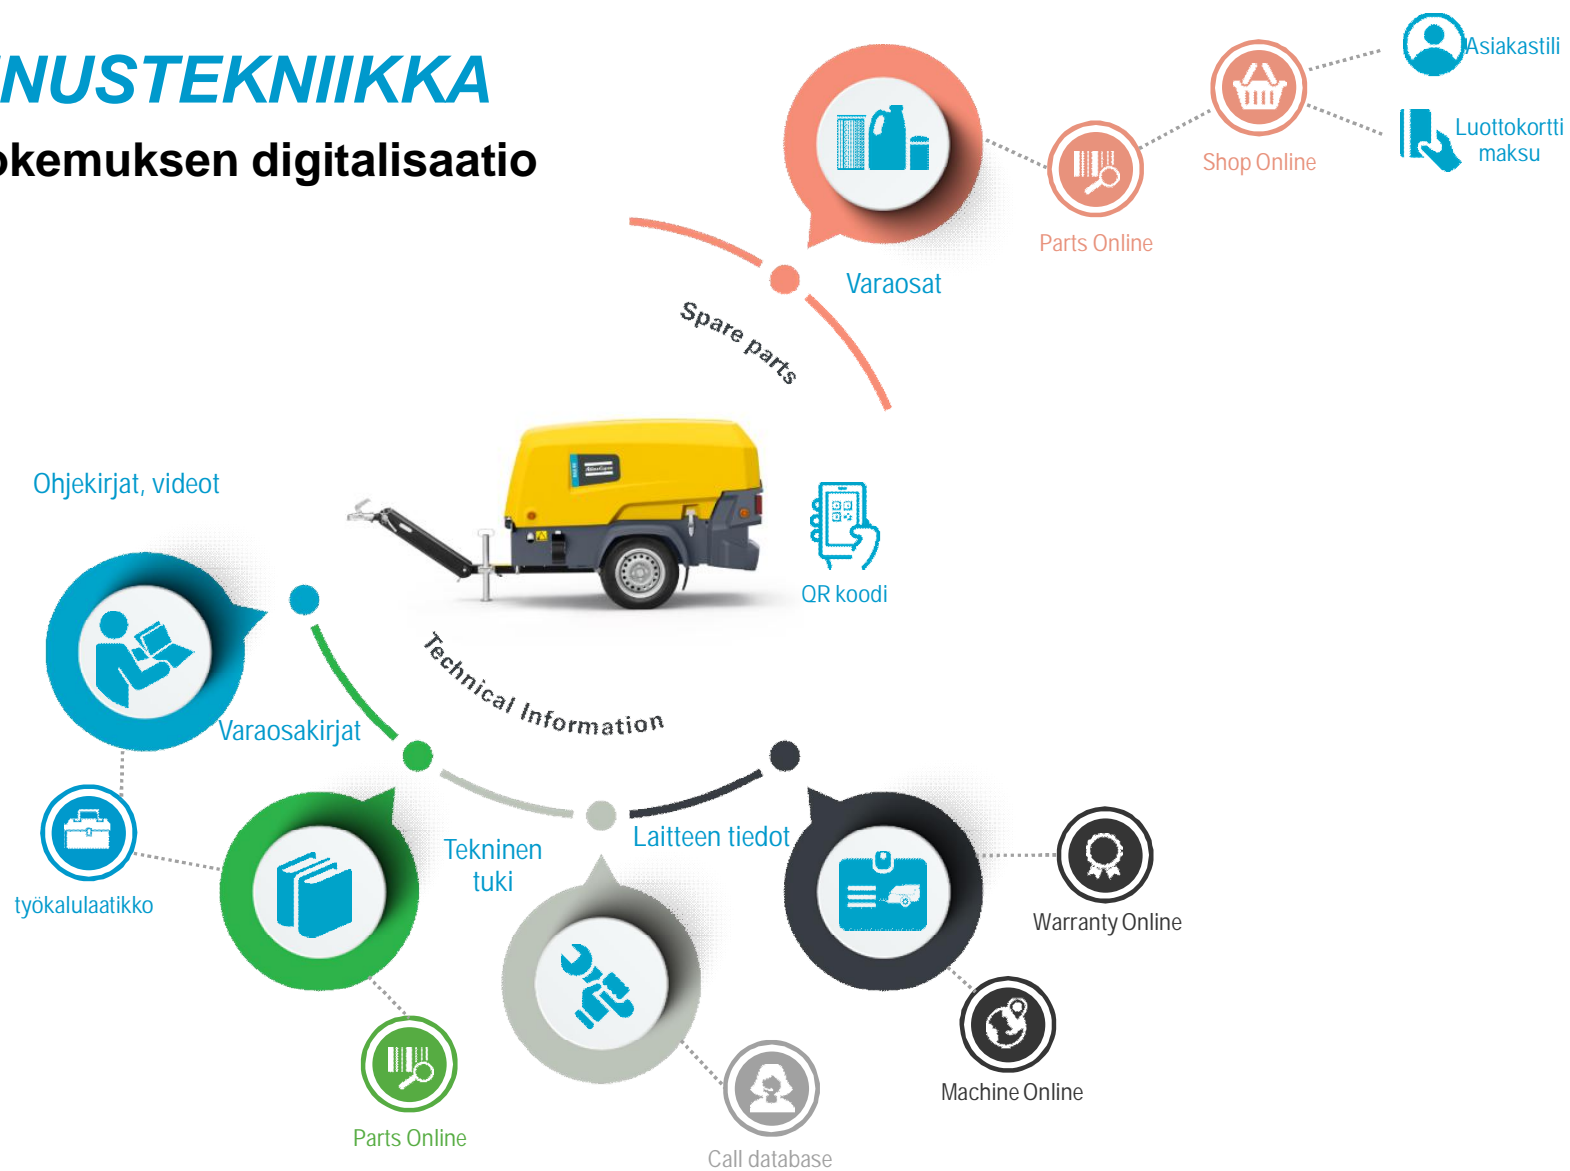 NUSTEKNIIKKA
okemuksen digitalisaatio
Asiakastili
Luottokortti
maksu
Shop Online
Parts Online
Varaosat
Spare parts
Ohjekirjat, videot
QR koodi
Technical Information
Varaosakirjat
Tekninen
tuki
Laitteen tiedot
työkalulaatikko
Warranty Online
Machine Online
Parts Online
Call database